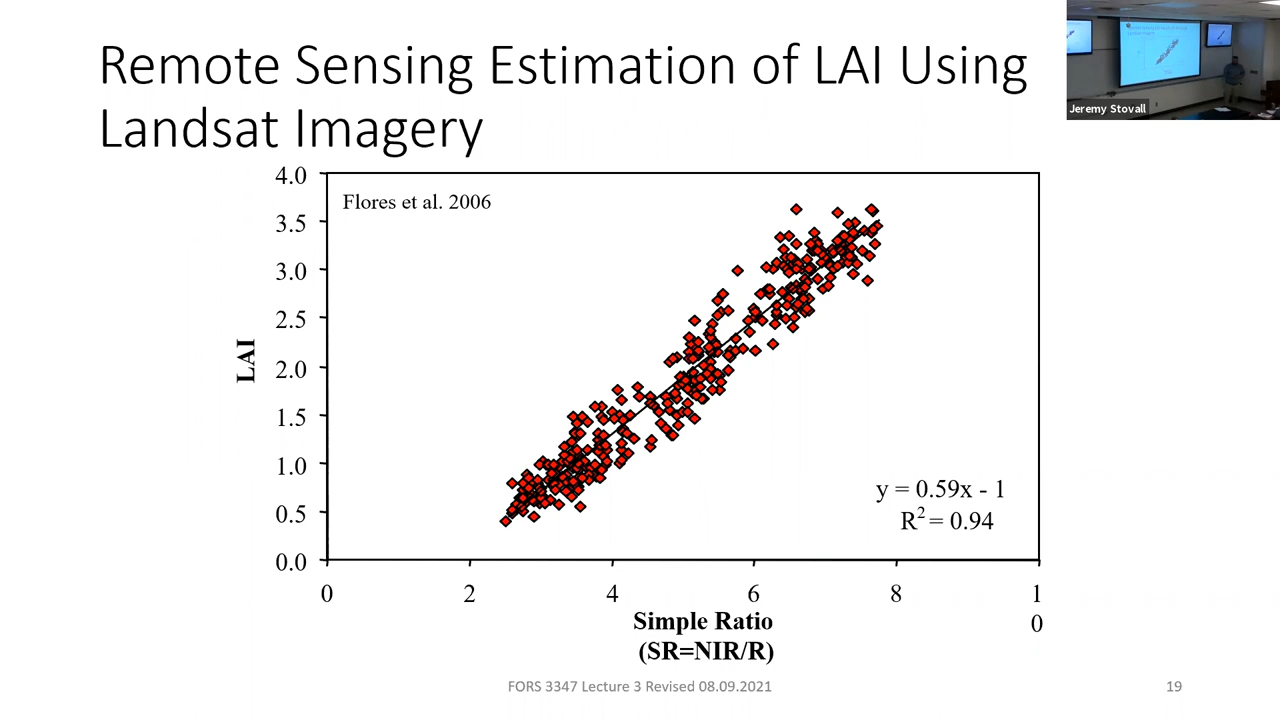 Remote Sensing Estimation of LAI Using
Landsat Imagery
Jeremy Stovall
Flores et al. 2006
4.0
3.5
3.0
2.5
2.0
1.5
1.0
0.5
0.0
LAI
y = 0.59x - 1
R² = 0.94
0 2 4 6 8 1
0
Simple Ratio
(SR=NIR/R)
FORS 3347 Lecture 3 Revised 08.09.2021
19